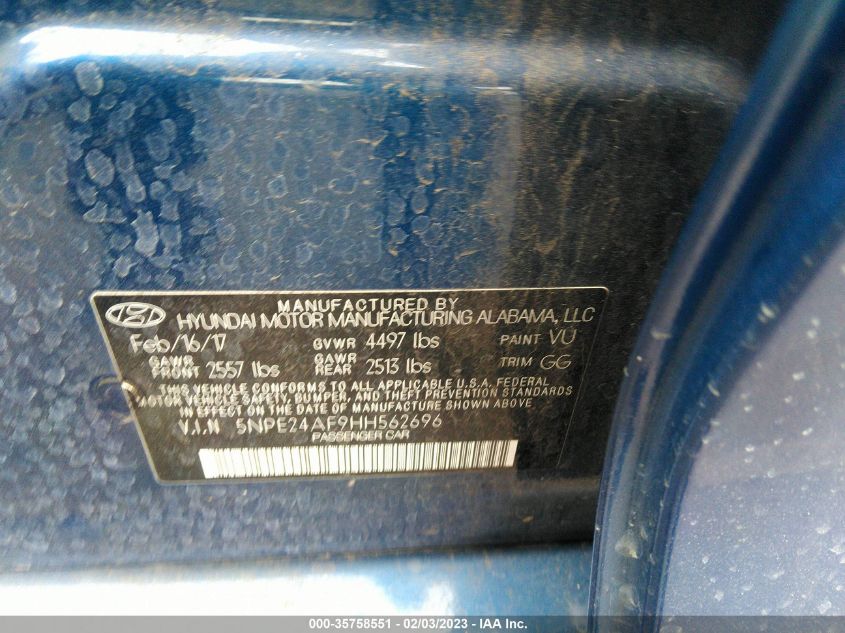 MANUFACTURED BY
HYUNDAI MOTOR MANUFACTURING ALABAMA, LLC
Feb/16/17 GVWR 4497 lbs PAINT VU
GAWR FRONT 2557 lbs GAWR REAR 2513 lbs TRIM GG
THIS VEHICLE CONFORMS TO ALL APPLICABLE U.S.A. FEDERAL
MOTOR VEHICLE SAFETY, BUMPER, AND THEFT PREVENTION STANDARDS
IN EFFECT ON THE DATE OF MANUFACTURE SHOWN ABOVE.
V.I.N 5NPE24AF9HH562696
PASSENGER CAR
000-35758551 — 02/03/2023 — IAA Inc.